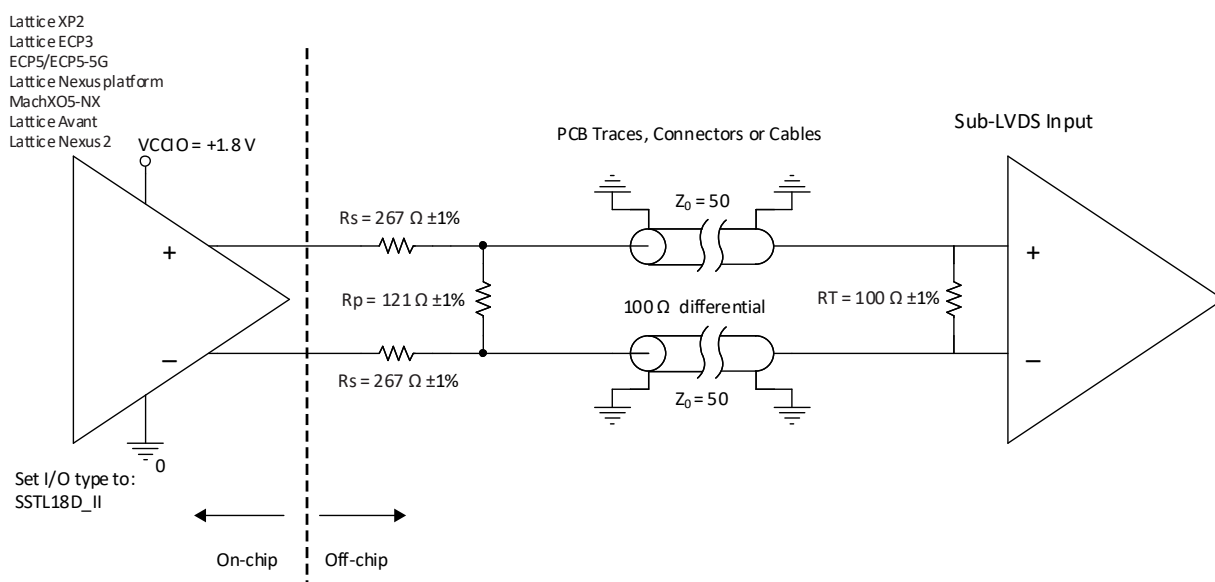 Lattice XP2
Lattice ECP3
ECP5/ECP5-5G
Lattice Nexus platform
MachXO5-NX
Lattice Avant
Lattice Nexus 2
VCCIO = +1.8 V
PCB Traces, Connectors or Cables
Sub-LVDS Input
Z₀ = 50
Rs = 267 Ω ±1%
+
+
Rp = 121 Ω ±1%
100 Ω differential
RT = 100 Ω ±1%
−
−
Rs = 267 Ω ±1%
Z₀ = 50
0
Set I/O type to:
SSTL18D_II
On-chip
Off-chip